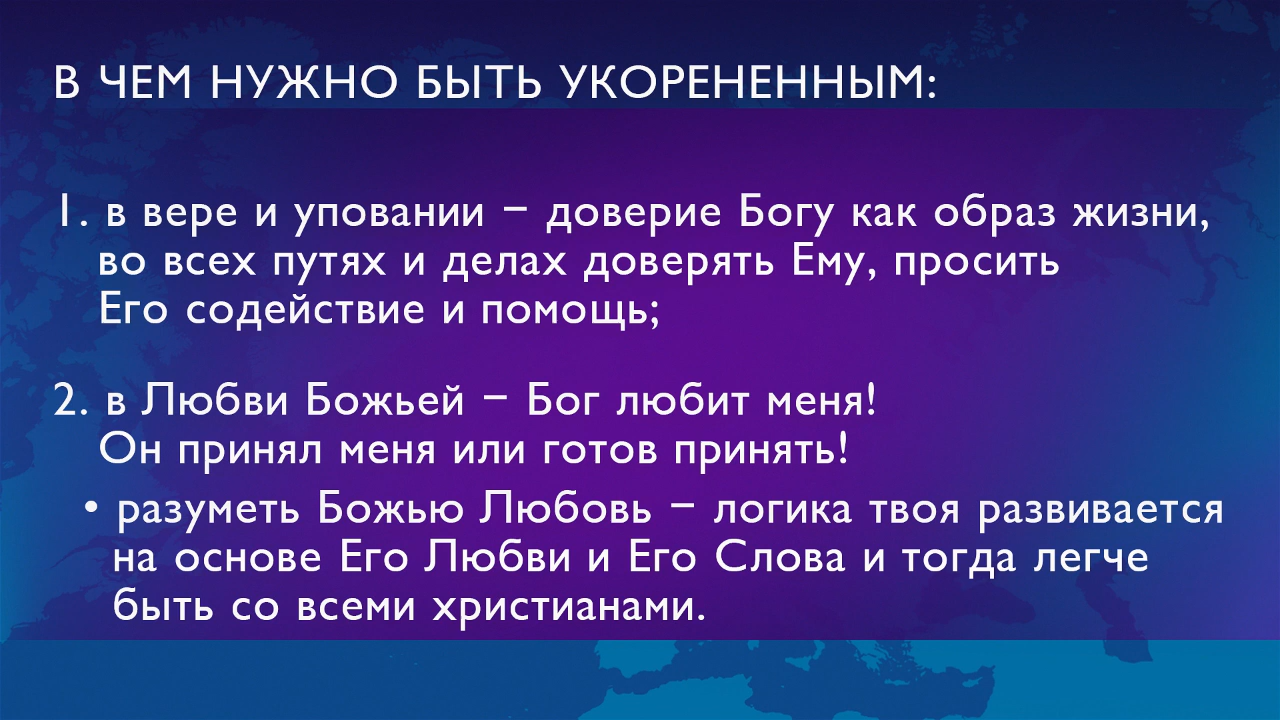 В ЧЕМ НУЖНО БЫТЬ УКОРЕНЕННЫМ:
1. в вере и уповании – доверие Богу как образ жизни,
во всех путях и делах доверять Ему, просить
Его содействие и помощь;
2. в Любви Божьей – Бог любит меня!
Он принял меня или готов принять!
• разуметь Божью Любовь – логика твоя развивается
на основе Его Любви и Его Слова и тогда легче
быть со всеми христианами.